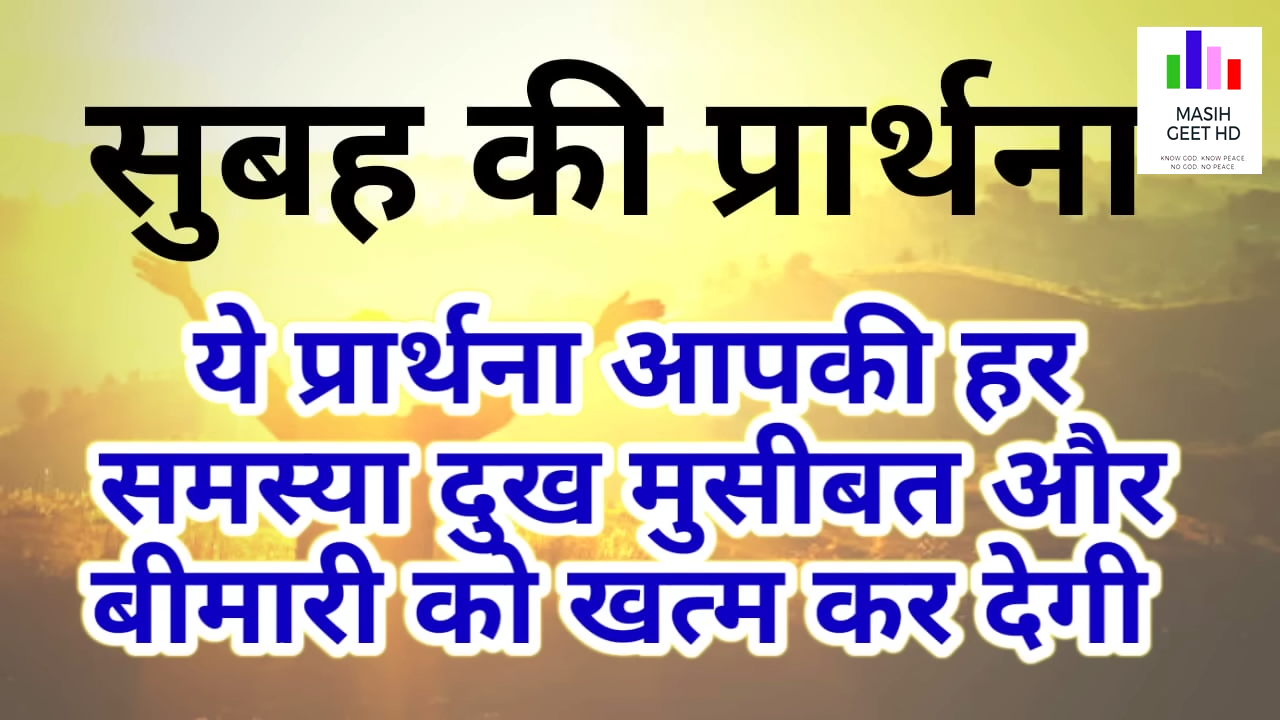 सुबह की प्रार्थना
MASIH
GEET HD
KNOW GOD. KNOW PEACE
NO GOD. NO PEACE
ये प्रार्थना आपकी हर
समस्या दुख मुसीबत और
बीमारी को खत्म कर देगी